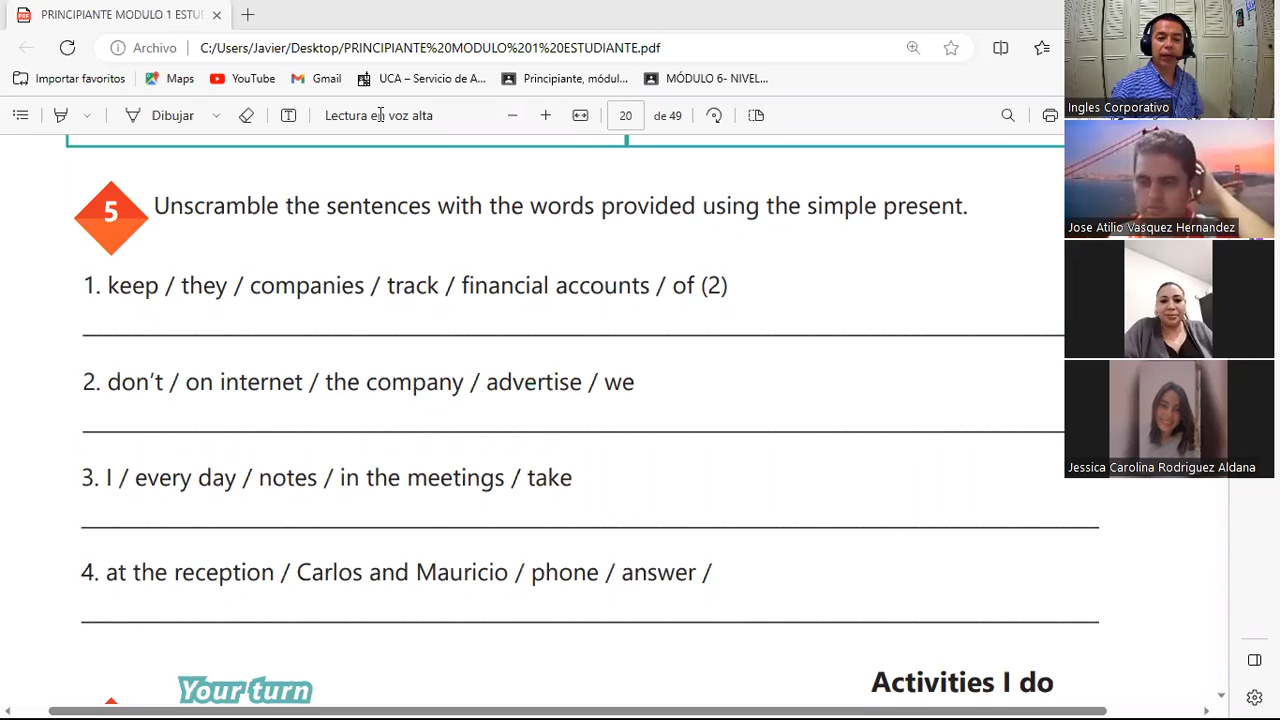 PRINCIPIANTE MODULO 1 ESTU
Archivo
C:/Users/Javier/Desktop/PRINCIPIANTE%20MODULO%201%20ESTUDIANTE.pdf
Importar favoritos
Maps
YouTube
Gmail
UCA – Servicio de A...
Principiante, módul...
MÓDULO 6- NIVEL...
Dibujar
Lectura en voz alta
20
de 49
5
Unscramble the sentences with the words provided using the simple present.
1. keep / they / companies / track / financial accounts / of (2)
2. don't / on internet / the company / advertise / we
3. I / every day / notes / in the meetings / take
4. at the reception / Carlos and Mauricio / phone / answer /
Your turn
Activities I do
Ingles Corporativo
Jose Atilio Vasquez Hernandez
Jessica Carolina Rodriguez Aldana